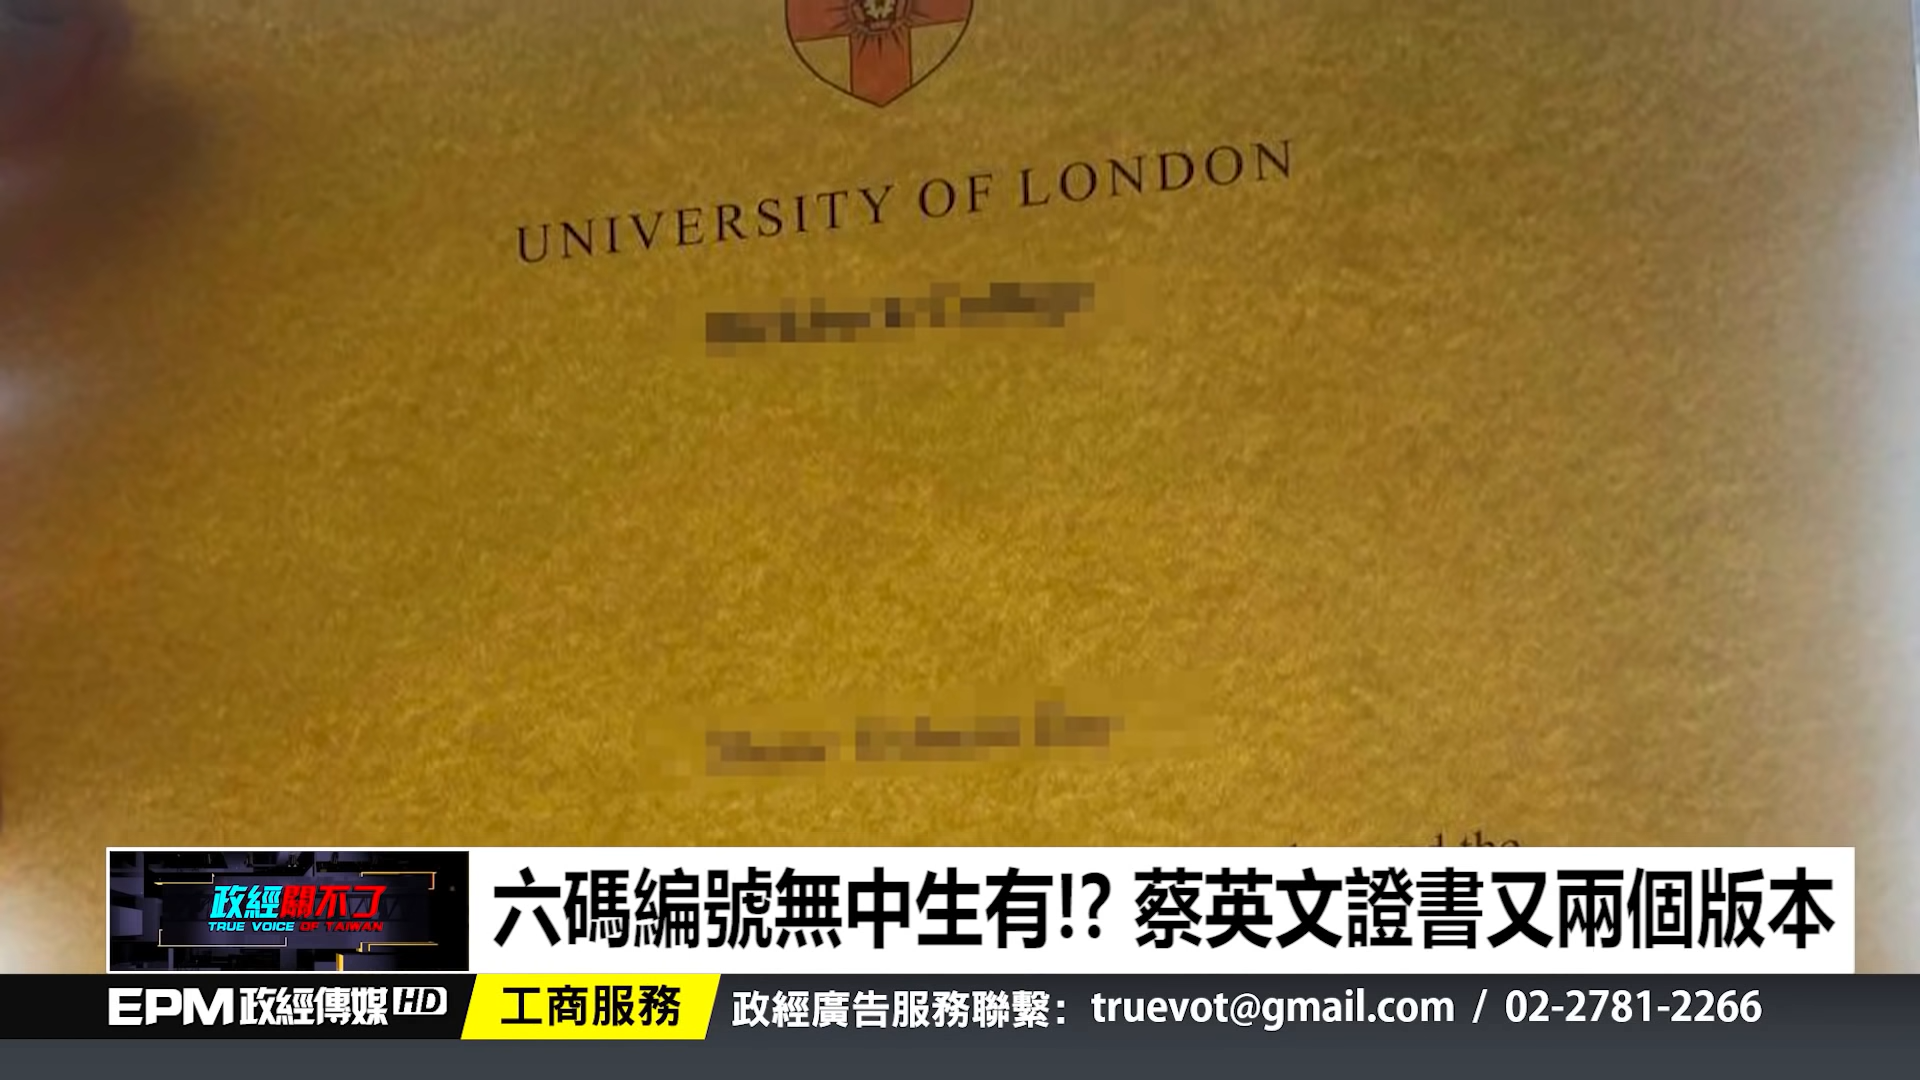 UNIVERSITY OF LONDON
the
政經關不了
TRUE VOICE OF TAIWAN
六碼編號無中生有!? 蔡英文證書又兩個版本
EPM政經傳媒HD
工商服務
政經廣告服務聯繫：truevot@gmail.com / 02-2781-2266